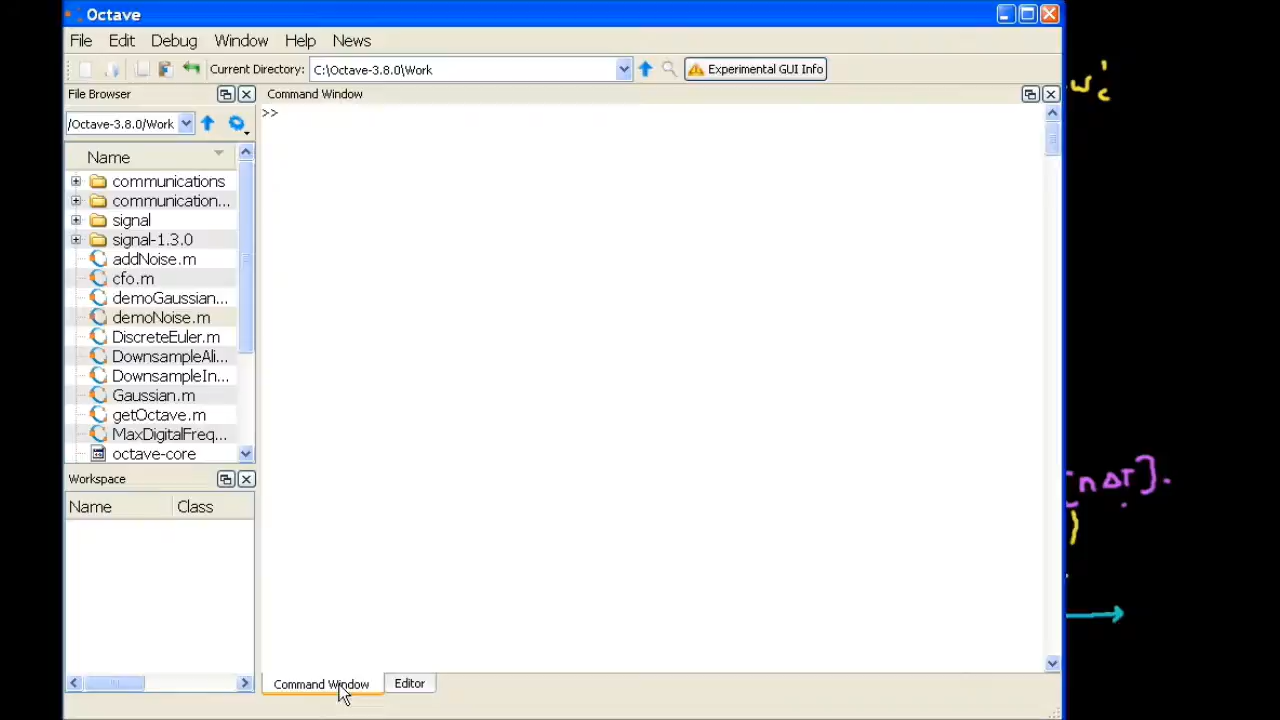 Octave
File Edit Debug Window Help News
Current Directory: C:\Octave-3.8.0\Work Experimental GUI Info
File Browser
Command Window
/Octave-3.8.0/Work
>>
Name
communications
communication...
signal
signal-1.3.0
addNoise.m
cfo.m
demoGaussian...
demoNoise.m
DiscreteEuler.m
DownsampleAli...
DownsampleIn...
Gaussian.m
getOctave.m
MaxDigitalFreq...
octave-core
Workspace
Name Class
Command Window Editor
ω'c
[nΔT].
)